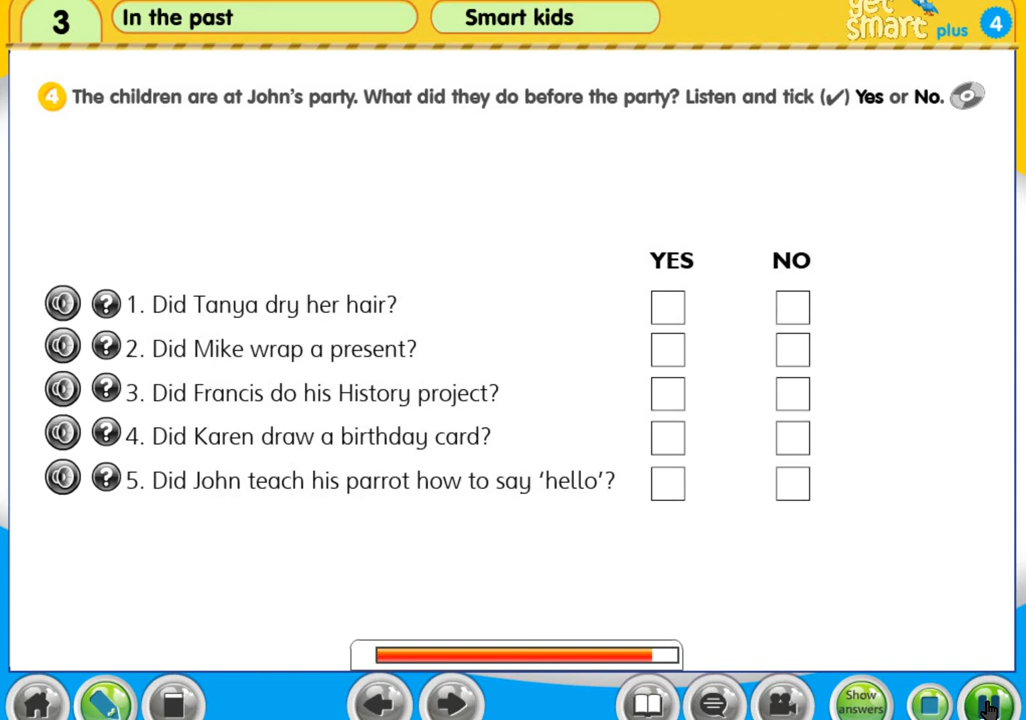 3 In the past Smart kids get
smart plus 4
4 The children are at John's party. What did they do before the party? Listen and tick (✔) Yes or No.
YES NO
1. Did Tanya dry her hair?
2. Did Mike wrap a present?
3. Did Francis do his History project?
4. Did Karen draw a birthday card?
5. Did John teach his parrot how to say 'hello'?
Show
answers